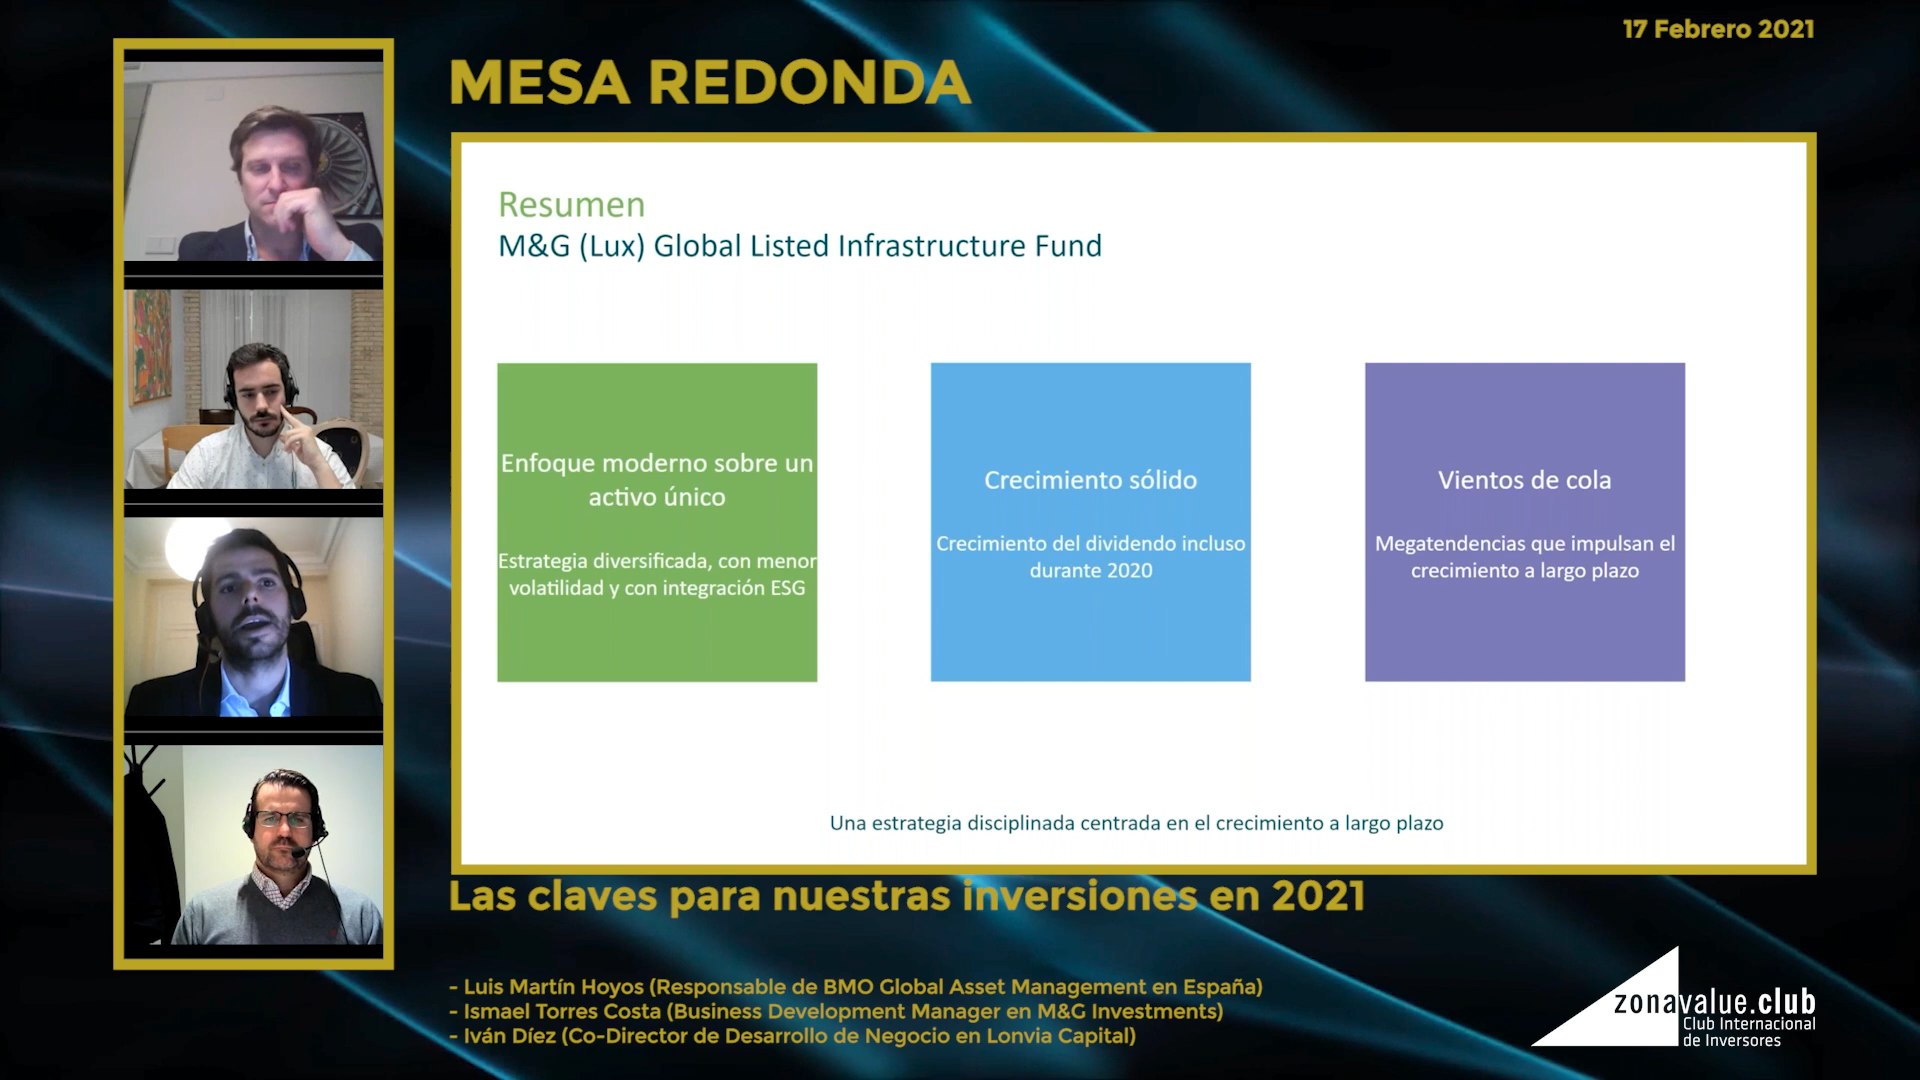 17 Febrero 2021
MESA REDONDA
Resumen
M&G (Lux) Global Listed Infrastructure Fund
Enfoque moderno sobre un
activo único
Estrategia diversificada, con menor
volatilidad y con integración ESG
Crecimiento sólido
Crecimiento del dividendo incluso
durante 2020
Vientos de cola
Megatendencias que impulsan el
crecimiento a largo plazo
Una estrategia disciplinada centrada en el crecimiento a largo plazo
Las claves para nuestras inversiones en 2021
- Luis Martín Hoyos (Responsable de BMO Global Asset Management en España)
- Ismael Torres Costa (Business Development Manager en M&G Investments)
- Iván Díez (Co-Director de Desarrollo de Negocio en Lonvia Capital)
zonavalue.club
Club Internacional
de Inversores